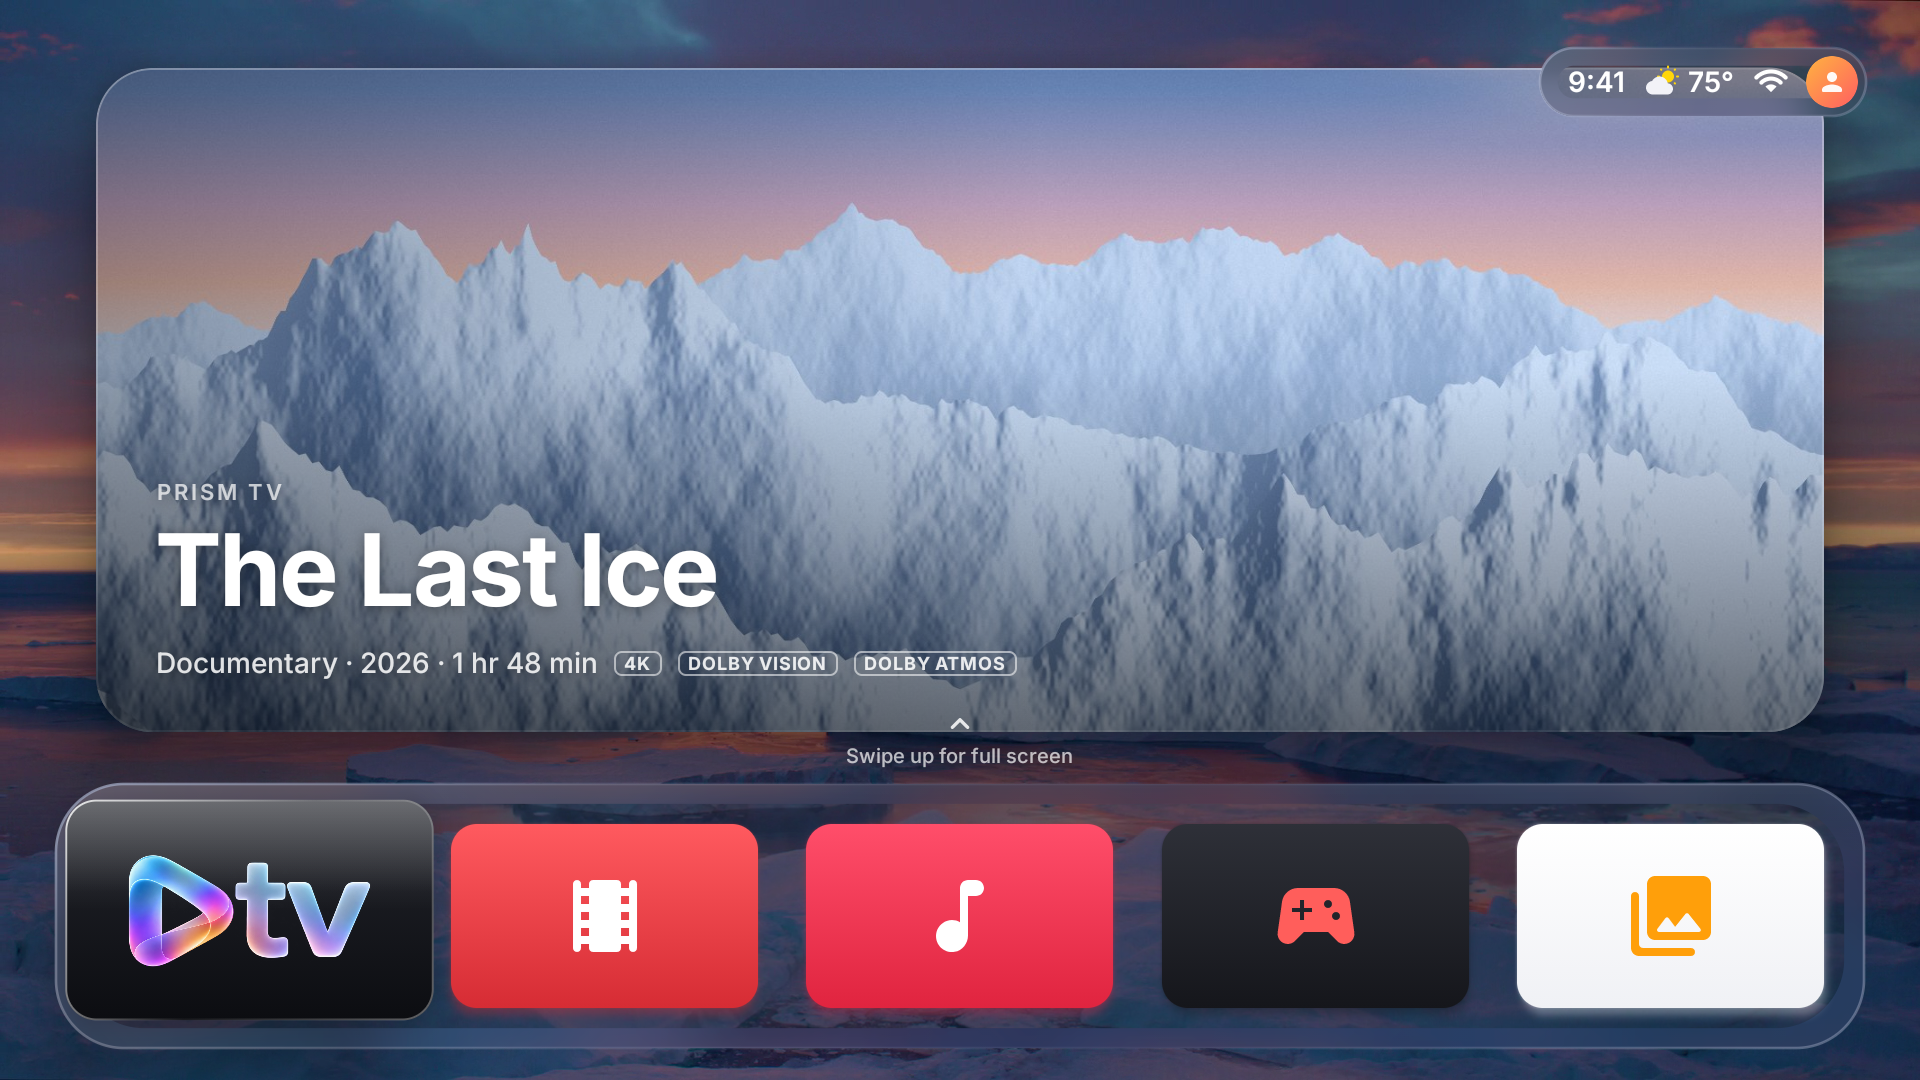 9:41 75°
PRISM TV
The Last Ice
Documentary · 2026 · 1 hr 48 min 4K DOLBY VISION DOLBY ATMOS
Swipe up for full screen
tv